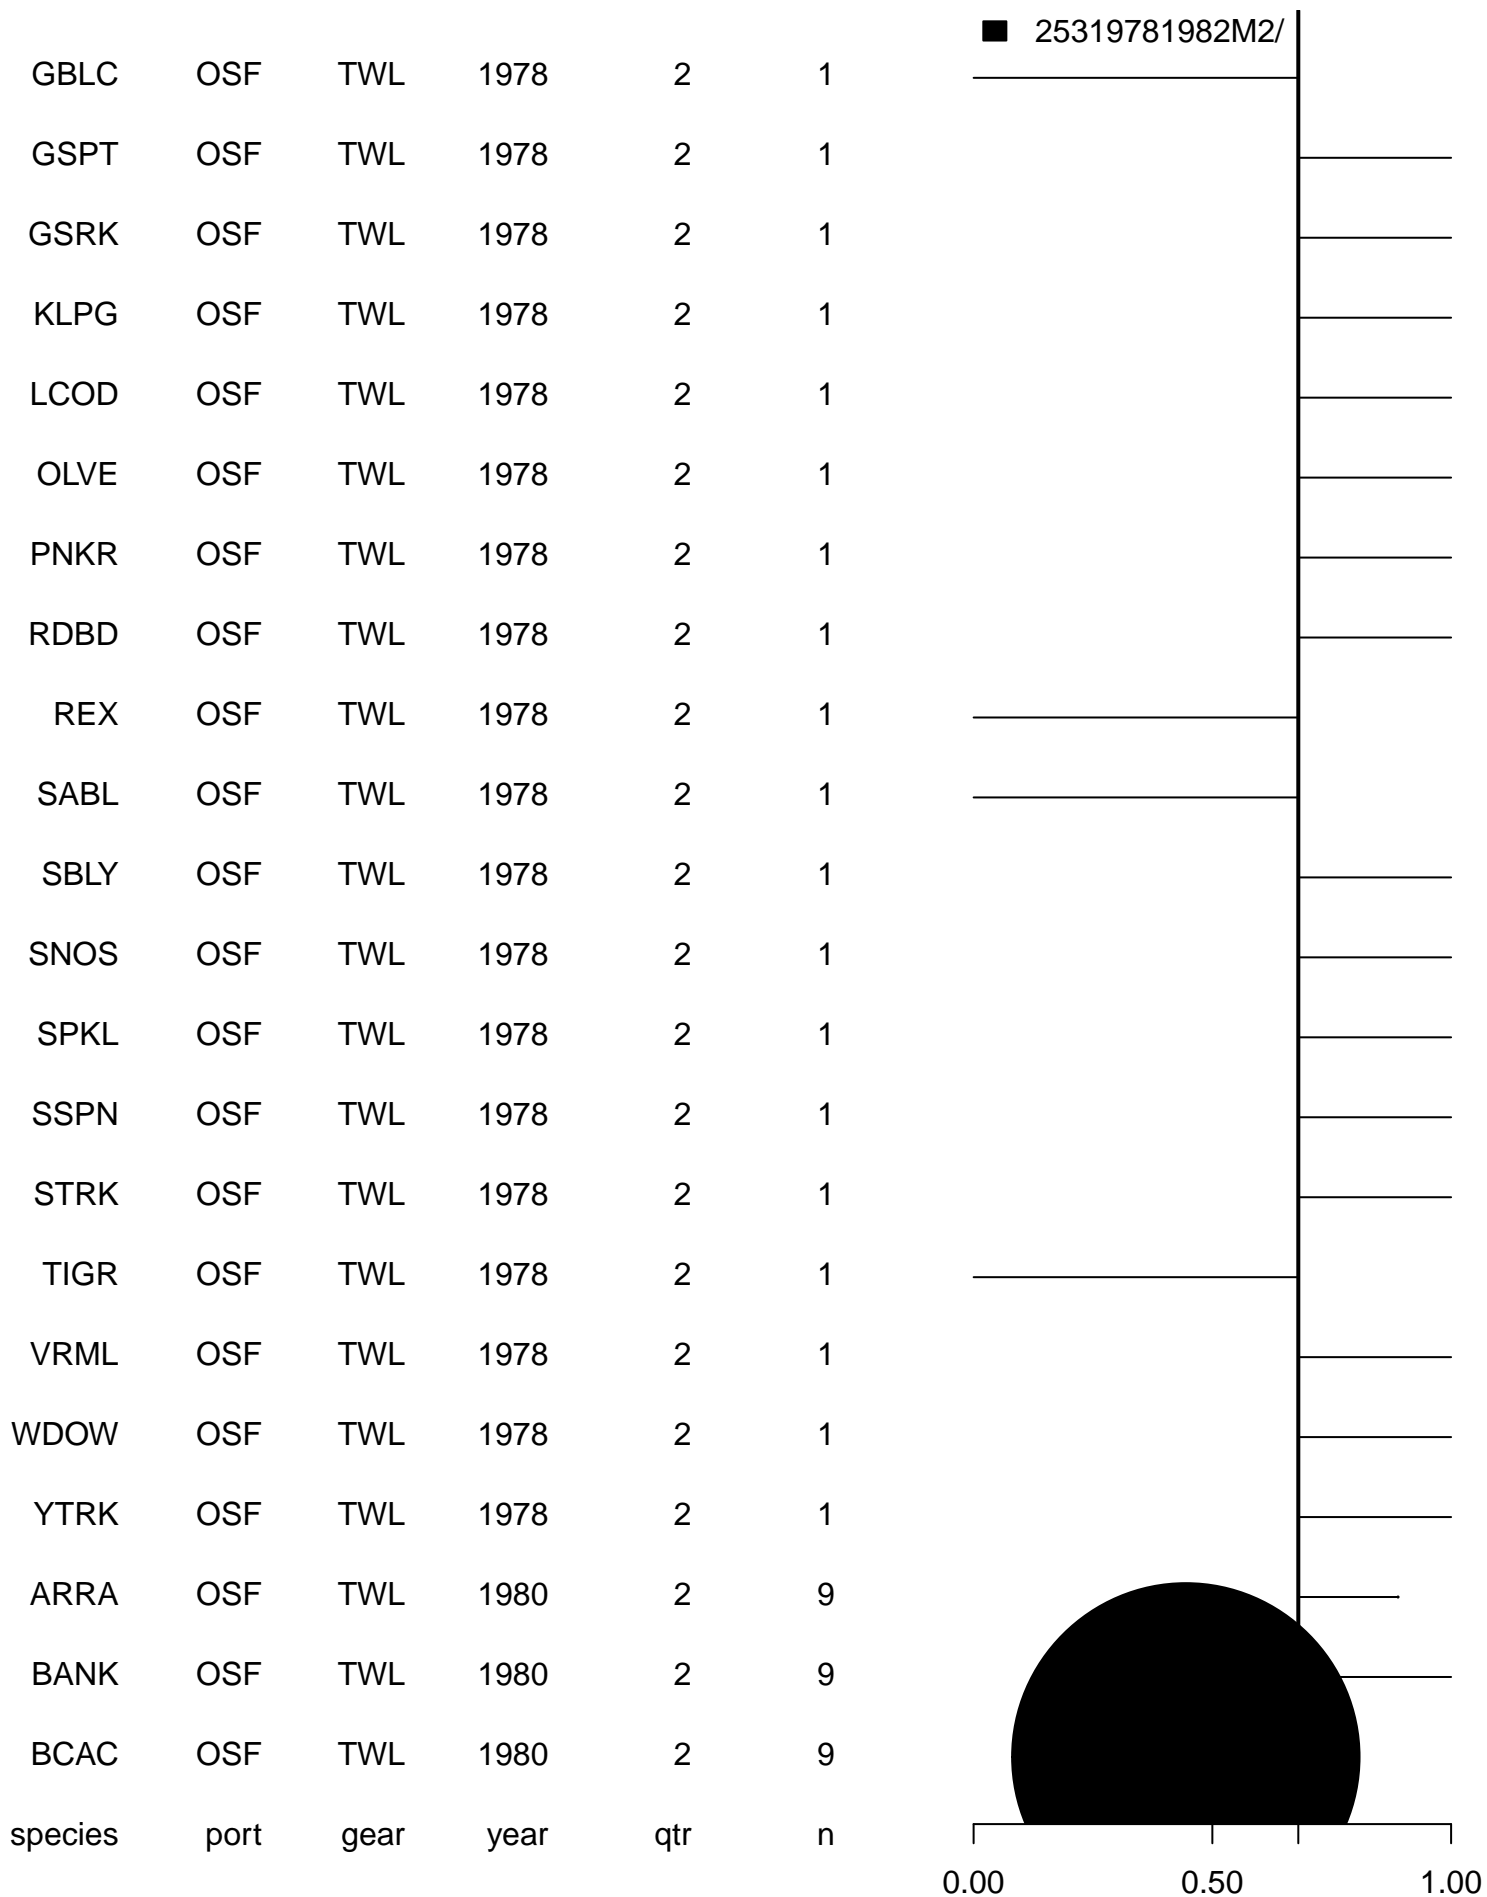 25319781982M2/
GBLC OSF TWL 1978 2 1
GSPT OSF TWL 1978 2 1
GSRK OSF TWL 1978 2 1
KLPG OSF TWL 1978 2 1
LCOD OSF TWL 1978 2 1
OLVE OSF TWL 1978 2 1
PNKR OSF TWL 1978 2 1
RDBD OSF TWL 1978 2 1
REX OSF TWL 1978 2 1
SABL OSF TWL 1978 2 1
SBLY OSF TWL 1978 2 1
SNOS OSF TWL 1978 2 1
SPKL OSF TWL 1978 2 1
SSPN OSF TWL 1978 2 1
STRK OSF TWL 1978 2 1
TIGR OSF TWL 1978 2 1
VRML OSF TWL 1978 2 1
WDOW OSF TWL 1978 2 1
YTRK OSF TWL 1978 2 1
ARRA OSF TWL 1980 2 9
BANK OSF TWL 1980 2 9
BCAC OSF TWL 1980 2 9
species port gear year qtr n
0.00 0.50 1.00